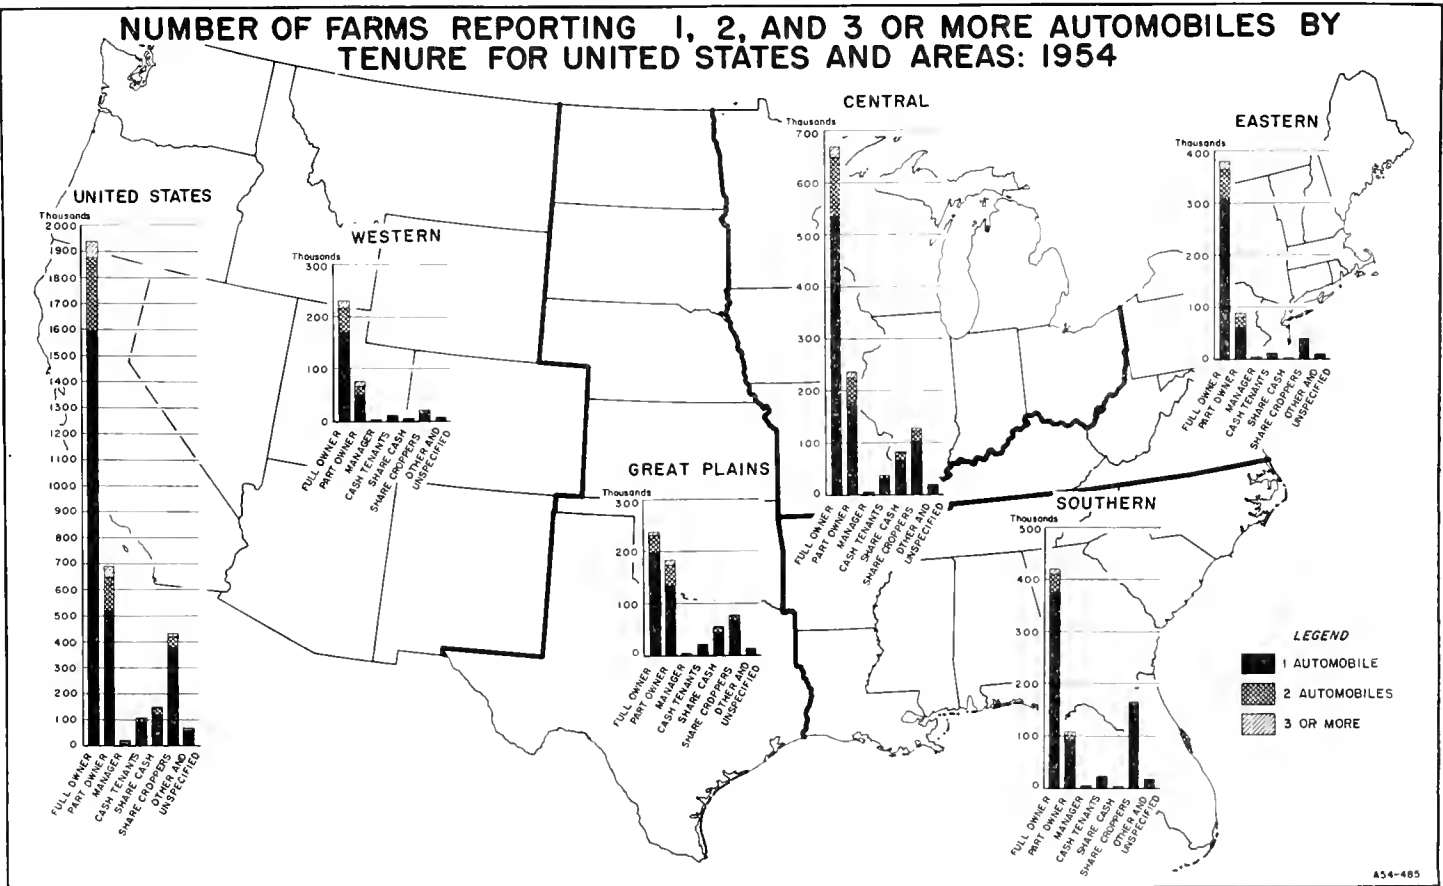 NUMBER OF FARMS REPORTING 1, 2, AND 3 OR MORE AUTOMOBILES BY
TENURE FOR UNITED STATES AND AREAS: 1954
UNITED STATES
Thousands
2000
1900
1800
1700
1600
1500
1400
1300
1200
1100
1000
900
800
700
600
500
400
300
200
100
0
FULL OWNER
PART OWNER
MANAGER
CASH TENANTS
SHARE CASH
SHARE CROPPERS
OTHER AND
UNSPECIFIED
WESTERN
Thousands
300
200
100
0
FULL OWNER
PART OWNER
MANAGER
CASH TENANTS
SHARE CASH
SHARE CROPPERS
OTHER AND
UNSPECIFIED
GREAT PLAINS
Thousands
300
200
100
0
FULL OWNER
PART OWNER
MANAGER
CASH TENANTS
SHARE CASH
SHARE CROPPERS
OTHER AND
UNSPECIFIED
CENTRAL
Thousands
700
600
500
400
300
200
100
0
FULL OWNER
PART OWNER
MANAGER
CASH TENANTS
SHARE CASH
SHARE CROPPERS
OTHER AND
UNSPECIFIED
EASTERN
Thousands
400
300
200
100
0
FULL OWNER
PART OWNER
MANAGER
CASH TENANTS
SHARE CASH
SHARE CROPPERS
OTHER AND
UNSPECIFIED
SOUTHERN
Thousands
500
400
300
200
100
0
FULL OWNER
PART OWNER
MANAGER
CASH TENANTS
SHARE CASH
SHARE CROPPERS
OTHER AND
UNSPECIFIED
LEGEND
1 AUTOMOBILE
2 AUTOMOBILES
3 OR MORE
A54-485